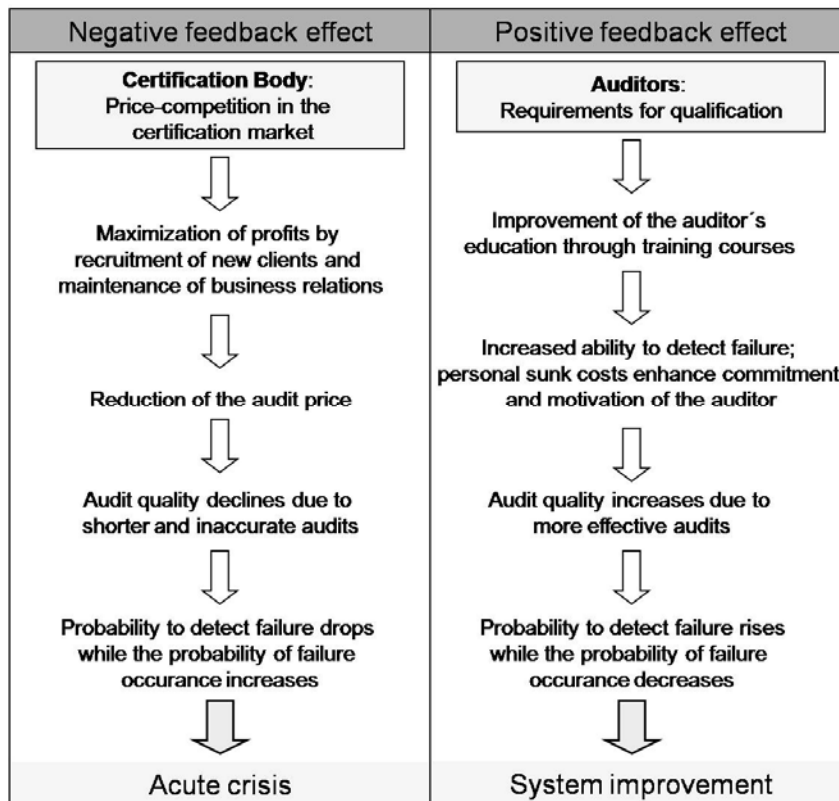 Negative feedback effect
Certification Body:
Price-competition in the
certification market
Maximization of profits by
recruitment of new clients and
maintenance of business relations
Reduction of the audit price
Audit quality declines due to
shorter and inaccurate audits
Probability to detect failure drops
while the probability of failure
occurance increases
Acute crisis
Positive feedback effect
Auditors:
Requirements for qualification
Improvement of the auditor´s
education through training courses
Increased ability to detect failure;
personal sunk costs enhance commitment
and motivation of the auditor
Audit quality increases due to
more effective audits
Probability to detect failure rises
while the probability of failure
occurance decreases
System improvement